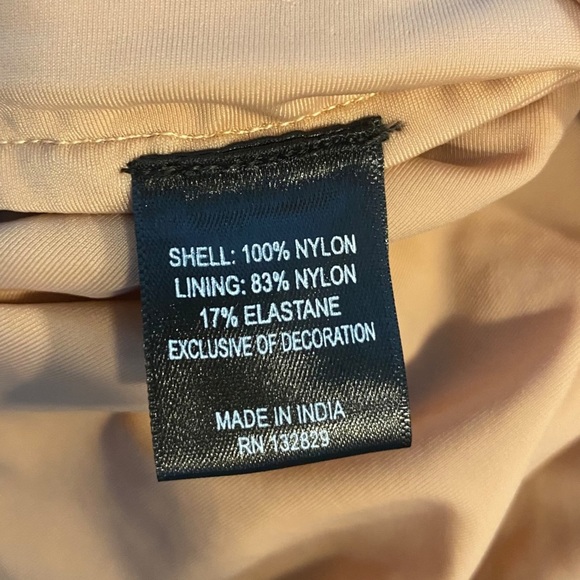 SHELL: 100% NYLON
LINING: 83% NYLON
17% ELASTANE
EXCLUSIVE OF DECORATION
MADE IN INDIA
RN 132829